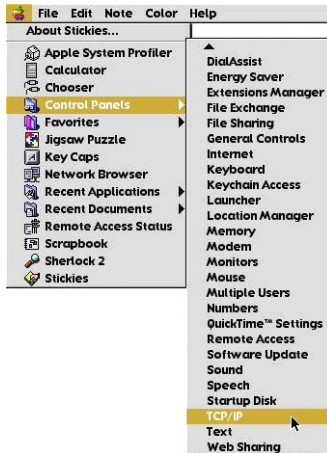 File Edit Note Color Help
About Stickies...
Apple System Profiler
Calculator
Chooser
Control Panels
Favorites
Jigsaw Puzzle
Key Caps
Network Browser
Recent Applications
Recent Documents
Remote Access Status
Scrapbook
Sherlock 2
Stickies
DialAssist
Energy Saver
Extensions Manager
File Exchange
File Sharing
General Controls
Internet
Keyboard
Keychain Access
Launcher
Location Manager
Memory
Modem
Monitors
Mouse
Multiple Users
Numbers
QuickTime™ Settings
Remote Access
Software Update
Sound
Speech
Startup Disk
TCP/IP
Text
Web Sharing